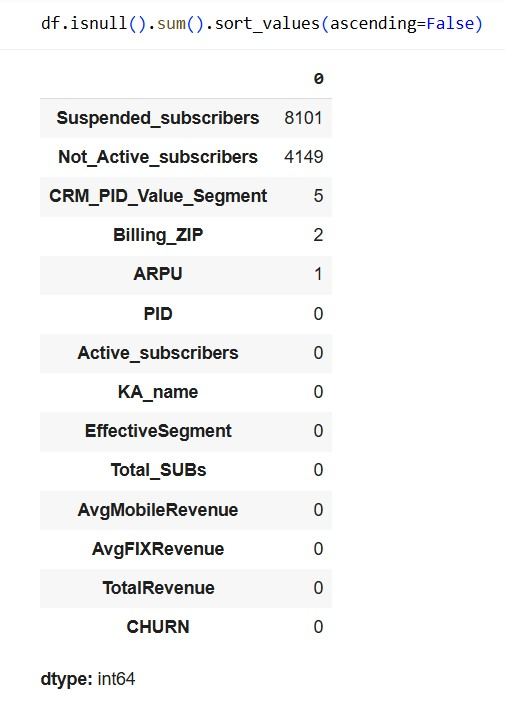 df.isnull().sum().sort_values(ascending=False)
0
Suspended_subscribers 8101
Not_Active_subscribers 4149
CRM_PID_Value_Segment 5
Billing_ZIP 2
ARPU 1
PID 0
Active_subscribers 0
KA_name 0
EffectiveSegment 0
Total_SUBs 0
AvgMobileRevenue 0
AvgFIXRevenue 0
TotalRevenue 0
CHURN 0
dtype: int64